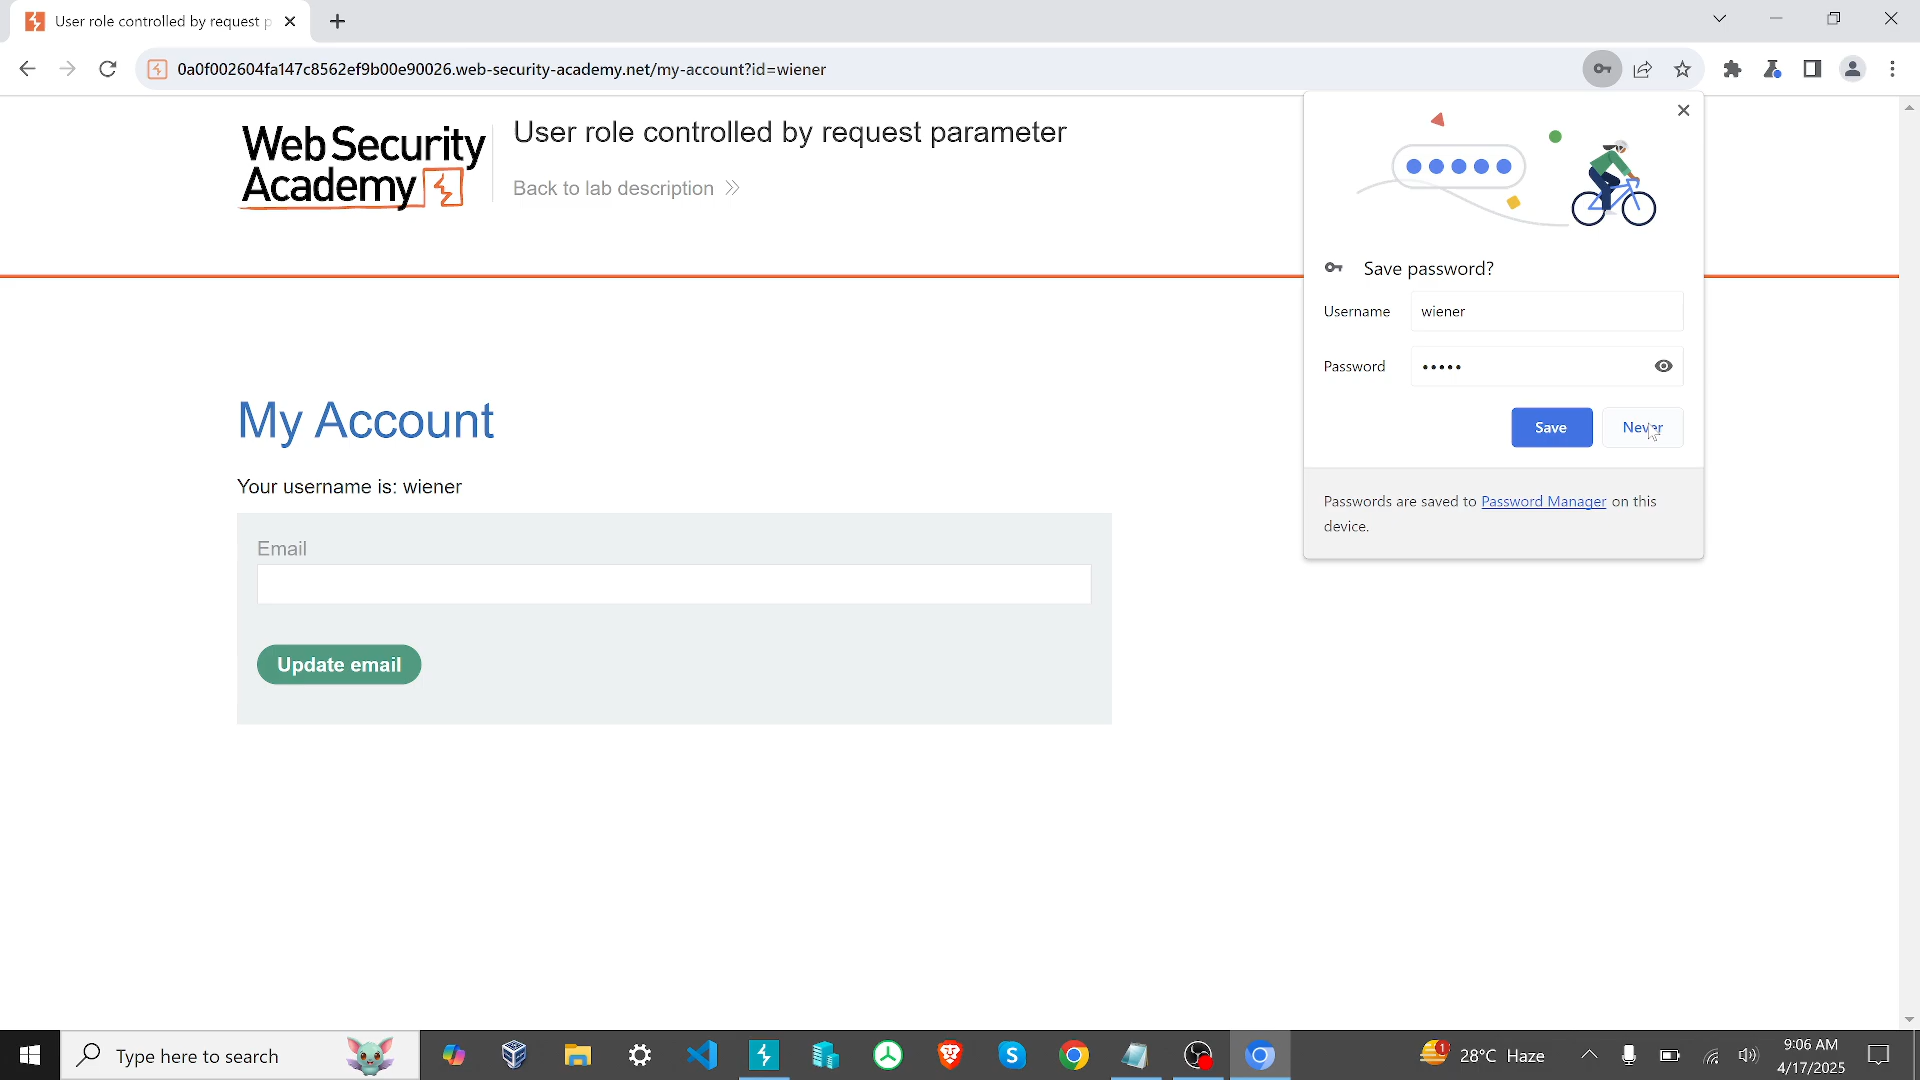 User role controlled by request p
0a0f002604fa147c8562ef9b00e90026.web-security-academy.net/my-account?id=wiener
Web Security
Academy
User role controlled by request parameter
Back to lab description
Save password?
Username
wiener
Password
•••••
Save
Never
Passwords are saved to Password Manager on this
device.
My Account
Your username is: wiener
Email
Update email
Type here to search
S
1
28°C Haze
9:06 AM
4/17/2025